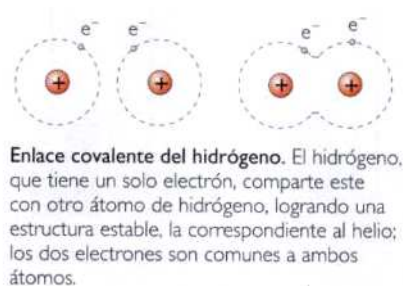 e⁻ e⁻ e⁻ e⁻
+ + + +
Enlace covalente del hidrógeno. El hidrógeno,
que tiene un solo electrón, comparte este
con otro átomo de hidrógeno, logrando una
estructura estable, la correspondiente al helio;
los dos electrones son comunes a ambos
átomos.